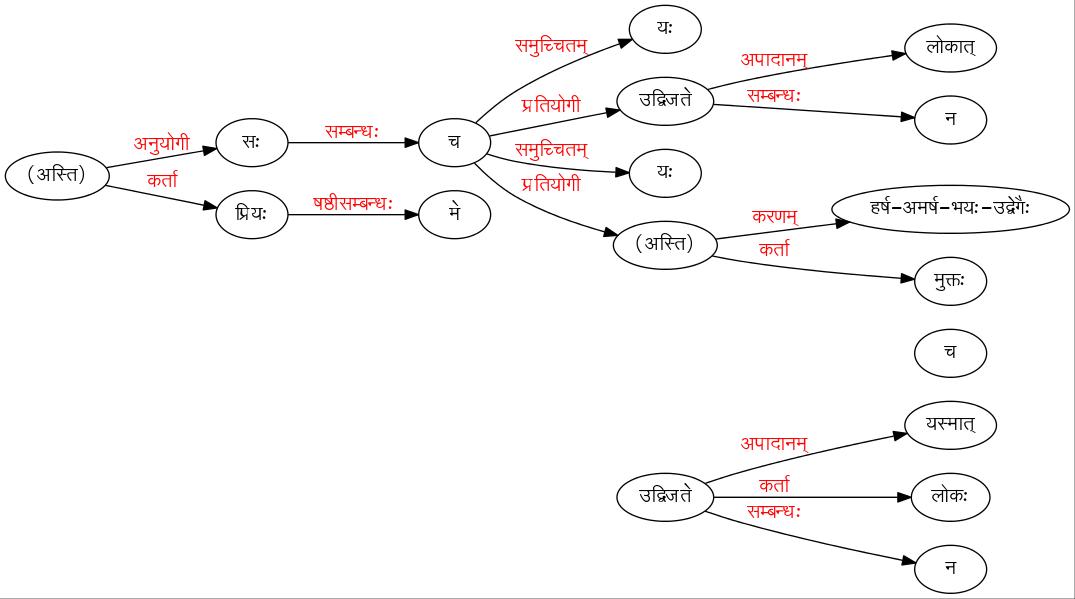 यः
समुच्चितम्
लोकात्
अपादानम्
उद्विजते
सम्बन्धः
प्रतियोगी
न
अनुयोगी
सः
सम्बन्धः
च
समुच्चितम्
यः
(अस्ति)
कर्ता
प्रतियोगी
प्रियः
षष्ठीसम्बन्धः
मे
हर्ष-अमर्ष-भयः-उद्वेगैः
करणम्
(अस्ति)
कर्ता
मुक्तः
च
यस्मात्
अपादानम्
उद्विजते
कर्ता
लोकः
सम्बन्धः
न